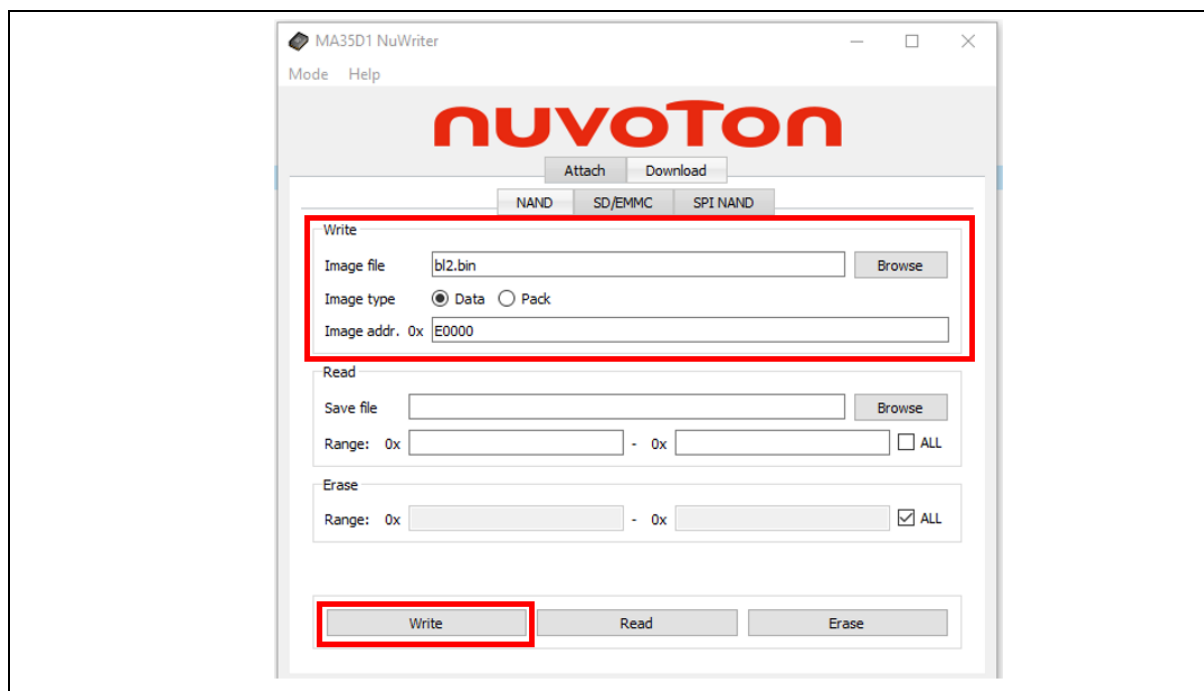 MA35D1 NuWriter
Mode Help
nuvoTon
Attach Download
NAND SD/EMMC SPI NAND
Write
Image file bl2.bin Browse
Image type Data Pack
Image addr. 0x E0000
Read
Save file Browse
Range: 0x - 0x ALL
Erase
Range: 0x - 0x ALL
Write Read Erase